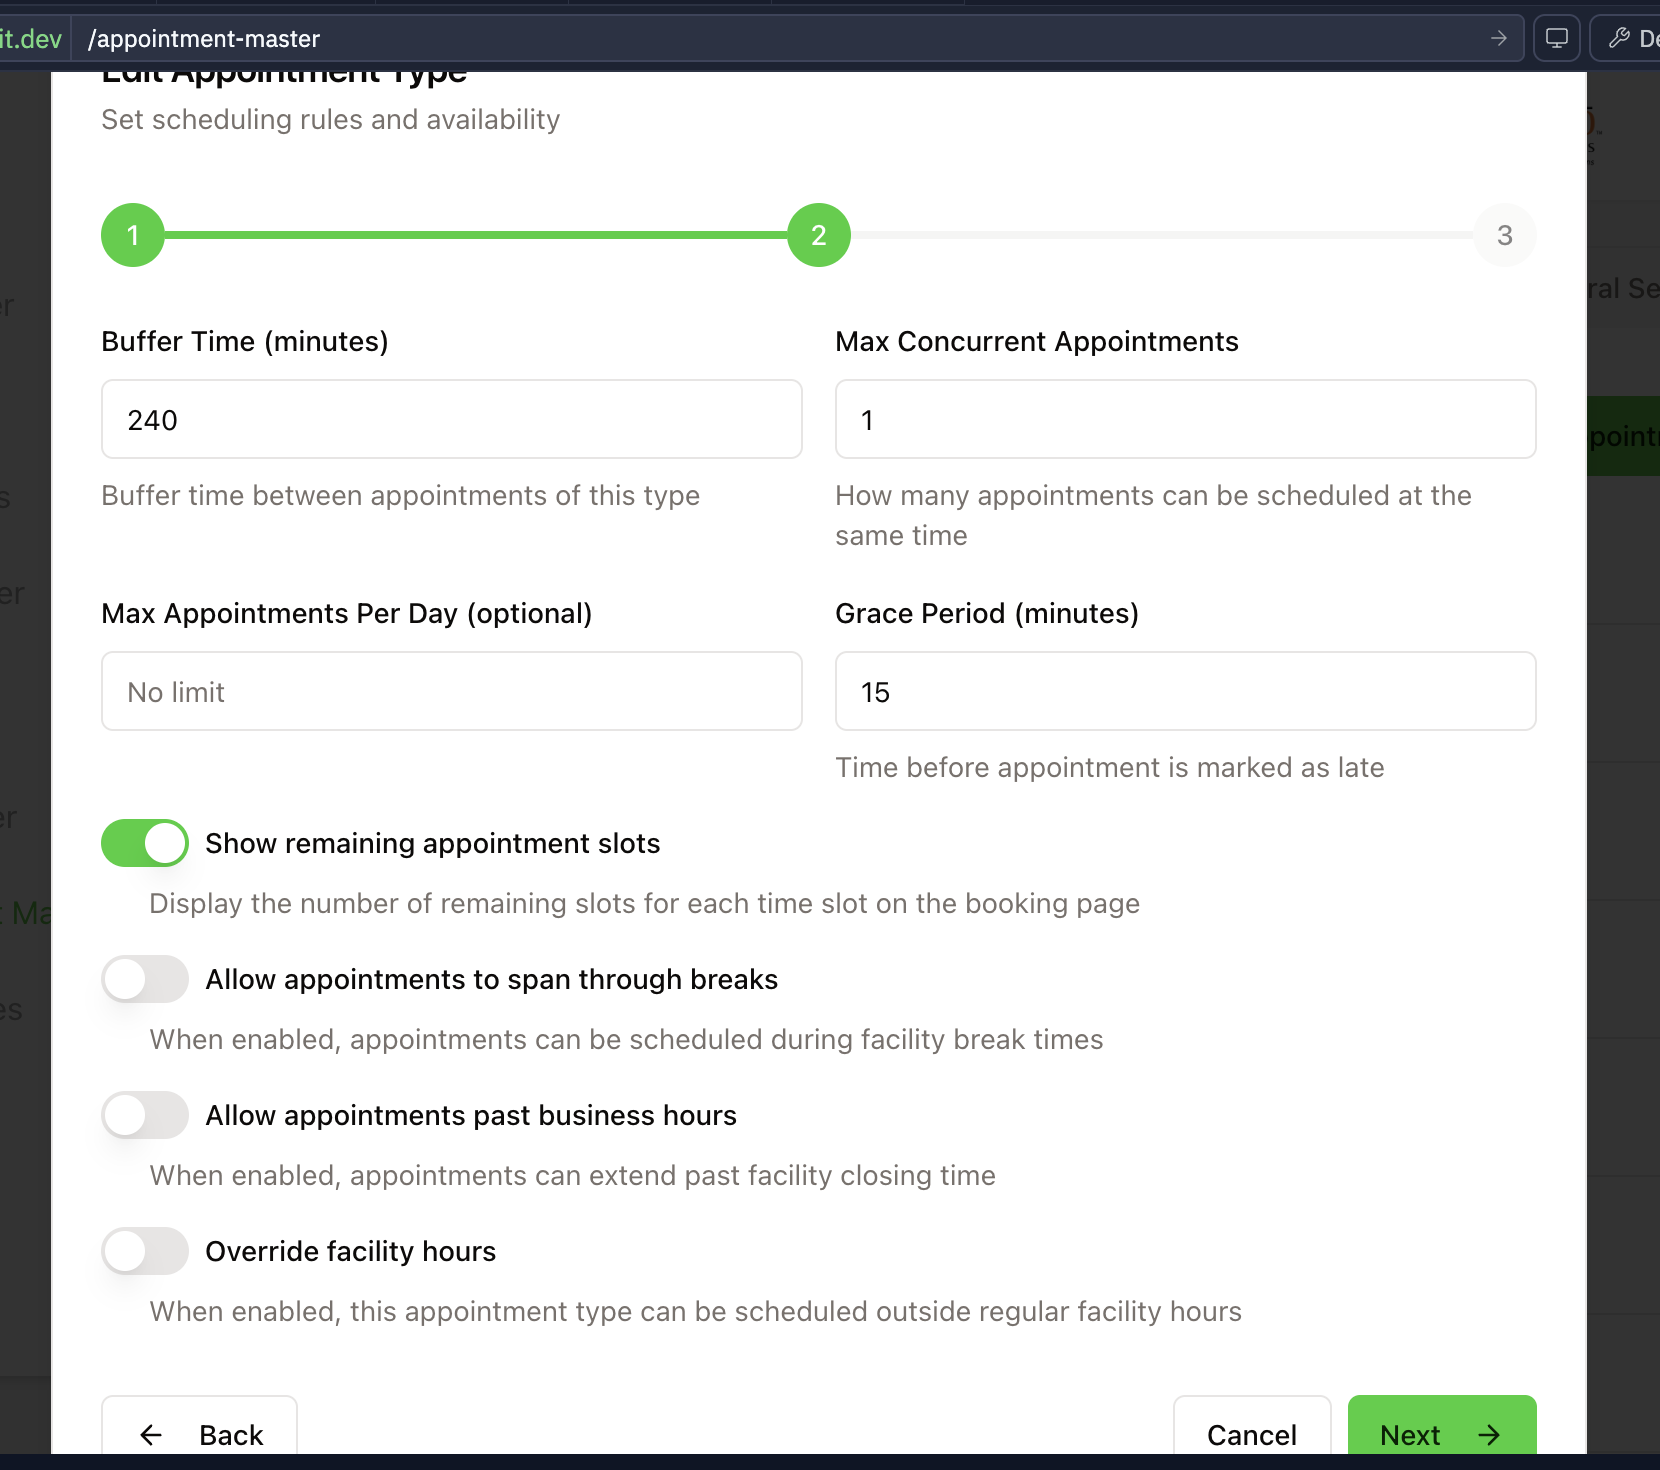 it.dev /appointment-master
Edit Appointment Type
Set scheduling rules and availability
1 2 3
Buffer Time (minutes)
240
Buffer time between appointments of this type
Max Concurrent Appointments
1
How many appointments can be scheduled at the
same time
Max Appointments Per Day (optional)
No limit
Grace Period (minutes)
15
Time before appointment is marked as late
Show remaining appointment slots
Display the number of remaining slots for each time slot on the booking page
Allow appointments to span through breaks
When enabled, appointments can be scheduled during facility break times
Allow appointments past business hours
When enabled, appointments can extend past facility closing time
Override facility hours
When enabled, this appointment type can be scheduled outside regular facility hours
Back
Cancel
Next